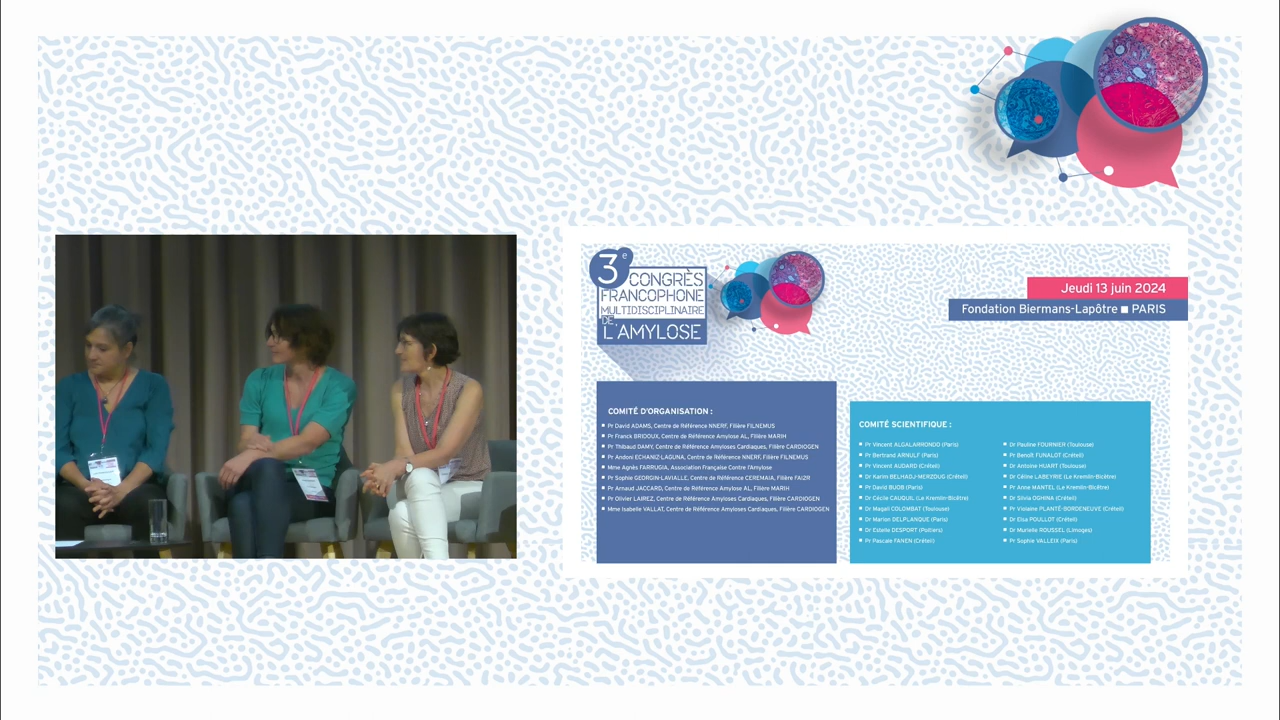 3e
CONGRÈS
FRANCOPHONE
MULTIDISCIPLINAIRE
DE
L'AMYLOSE
Jeudi 13 juin 2024
Fondation Biermans-Lapôtre ■ PARIS
COMITÉ D'ORGANISATION :
Pr David ADAMS, Centre de Référence NNERF, Filière FILNEMUS
Pr Franck BRIDOUX, Centre de Référence Amylose AL, Filière MARIH
Pr Thibaud DAMY, Centre de Référence Amyloses Cardiaques, Filière CARDIOGEN
Pr Andoni ECHANIZ-LAGUNA, Centre de Référence NNERF, Filière FILNEMUS
Mme Agnès FARRUGIA, Association Française Contre l'Amylose
Pr Sophie GEORGIN-LAVIALLE, Centre de Référence CEREMAIA, Filière FAI2R
Pr Arnaud JACCARD, Centre de Référence Amylose AL, Filière MARIH
Pr Olivier LAIREZ, Centre de Référence Amyloses Cardiaques, Filière CARDIOGEN
Mme Isabelle VALLAT, Centre de Référence Amyloses Cardiaques, Filière CARDIOGEN
COMITÉ SCIENTIFIQUE :
Pr Vincent ALGALARRONDO (Paris)
Pr Bertrand ARNULF (Paris)
Pr Vincent AUDARD (Créteil)
Dr Karim BELHADJ-MERZOUG (Créteil)
Pr David BUOB (Paris)
Dr Cécile CAUQUIL (Le Kremlin-Bicêtre)
Dr Magali COLOMBAT (Toulouse)
Dr Marion DELPLANQUE (Paris)
Dr Estelle DESPORT (Poitiers)
Pr Pascale FANEN (Créteil)
Dr Pauline FOURNIER (Toulouse)
Pr Benoît FUNALOT (Créteil)
Dr Antoine HUART (Toulouse)
Dr Céline LABEYRIE (Le Kremlin-Bicêtre)
Pr Anne MANTEL (Le Kremlin-Bicêtre)
Dr Silvia OGHINA (Créteil)
Pr Violaine PLANTÉ-BORDENEUVE (Créteil)
Dr Elsa POULLOT (Créteil)
Dr Murielle ROUSSEL (Limoges)
Pr Sophie VALLEIX (Paris)